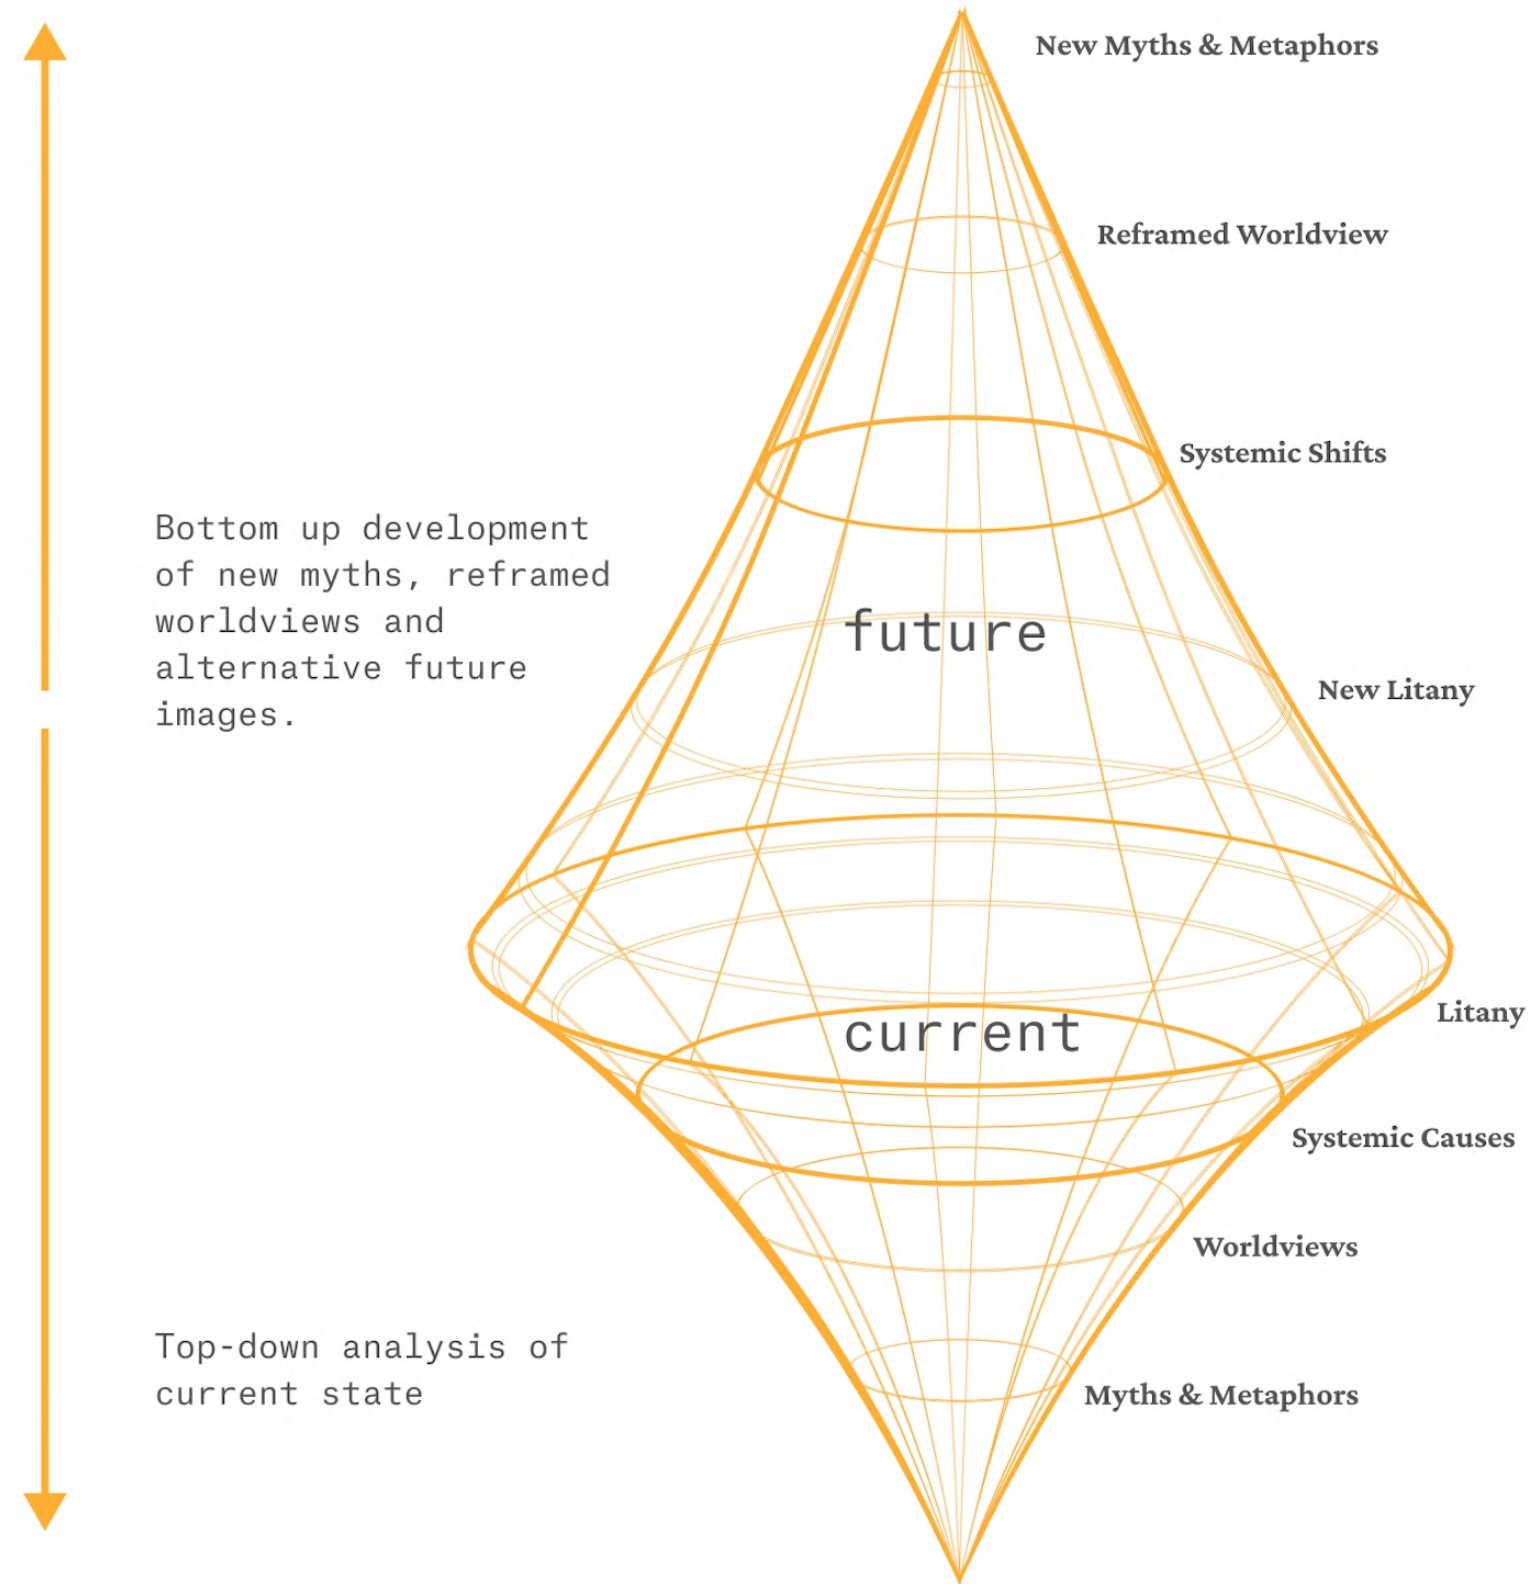 New Myths & Metaphors
Reframed Worldview
Systemic Shifts
Bottom up development
of new myths, reframed
worldviews and
alternative future
images.
future
New Litany
current
Litany
Systemic Causes
Worldviews
Top-down analysis of
current state
Myths & Metaphors